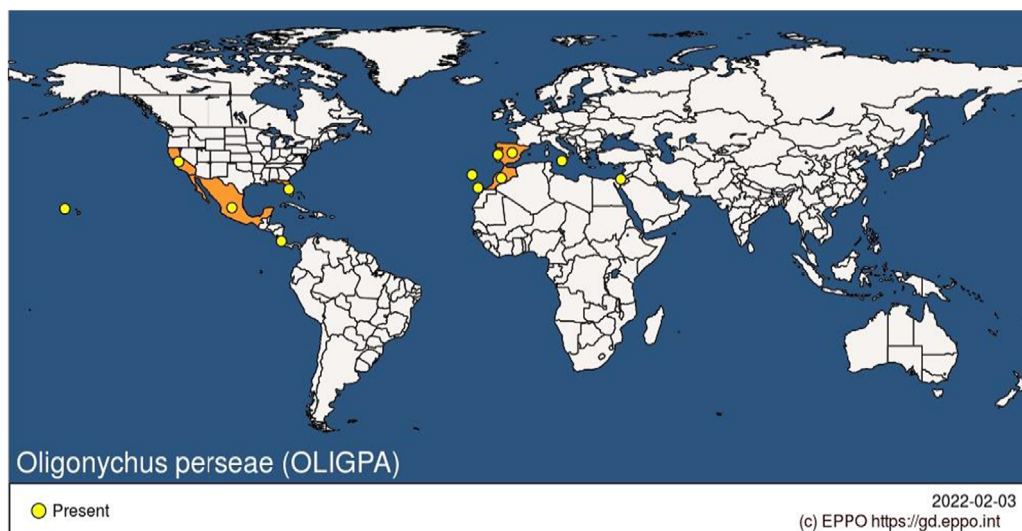 Oligonychus perseae (OLIGPA)
Present
2022-02-03
(c) EPPO https://gd.eppo.int